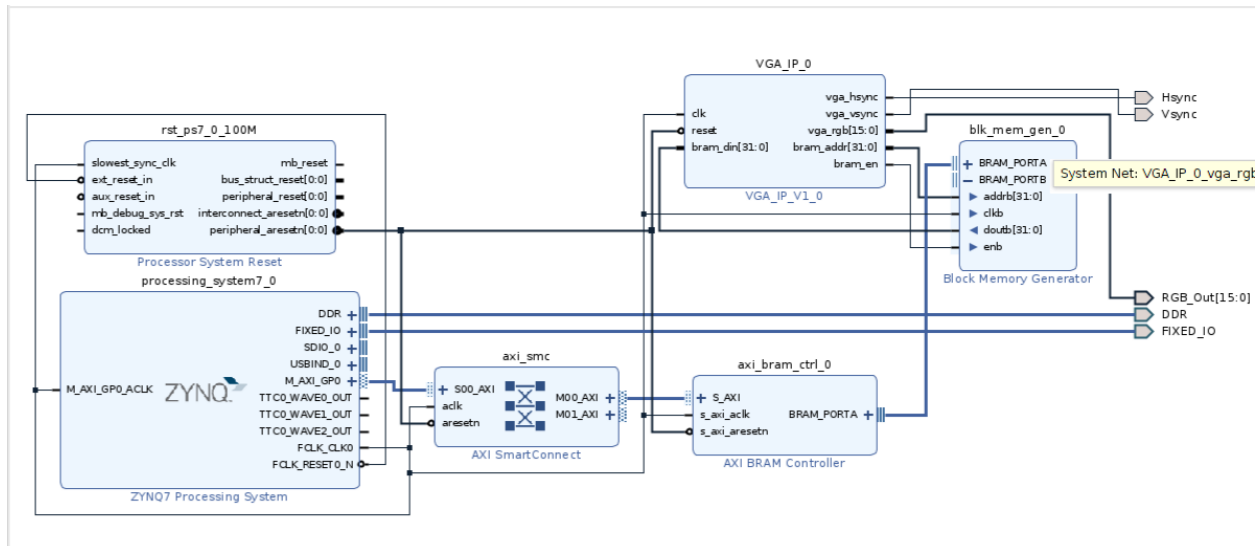 VGA_IP_0
clk
reset
bram_din[31:0]
vga_hsync
vga_vsync
vga_rgb[15:0]
bram_addr[31:0]
bram_en
VGA_IP_V1_0
Hsync
Vsync
rst_ps7_0_100M
slowest_sync_clk
ext_reset_in
aux_reset_in
mb_debug_sys_rst
dcm_locked
mb_reset
bus_struct_reset[0:0]
peripheral_reset[0:0]
interconnect_aresetn[0:0]
peripheral_aresetn[0:0]
Processor System Reset
blk_mem_gen_0
BRAM_PORTA
BRAM_PORTB
addrb[31:0]
clkb
doutb[31:0]
enb
Block Memory Generator
System Net: VGA_IP_0_vga_rgb
processing_system7_0
M_AXI_GP0_ACLK
ZYNQ
DDR
FIXED_IO
SDIO_0
USBIND_0
M_AXI_GP0
TTC0_WAVE0_OUT
TTC0_WAVE1_OUT
TTC0_WAVE2_OUT
FCLK_CLK0
FCLK_RESET0_N
ZYNQ7 Processing System
RGB_Out[15:0]
DDR
FIXED_IO
axi_smc
S00_AXI
aclk
aresetn
M00_AXI
M01_AXI
AXI SmartConnect
axi_bram_ctrl_0
S_AXI
s_axi_aclk
s_axi_aresetn
BRAM_PORTA
AXI BRAM Controller